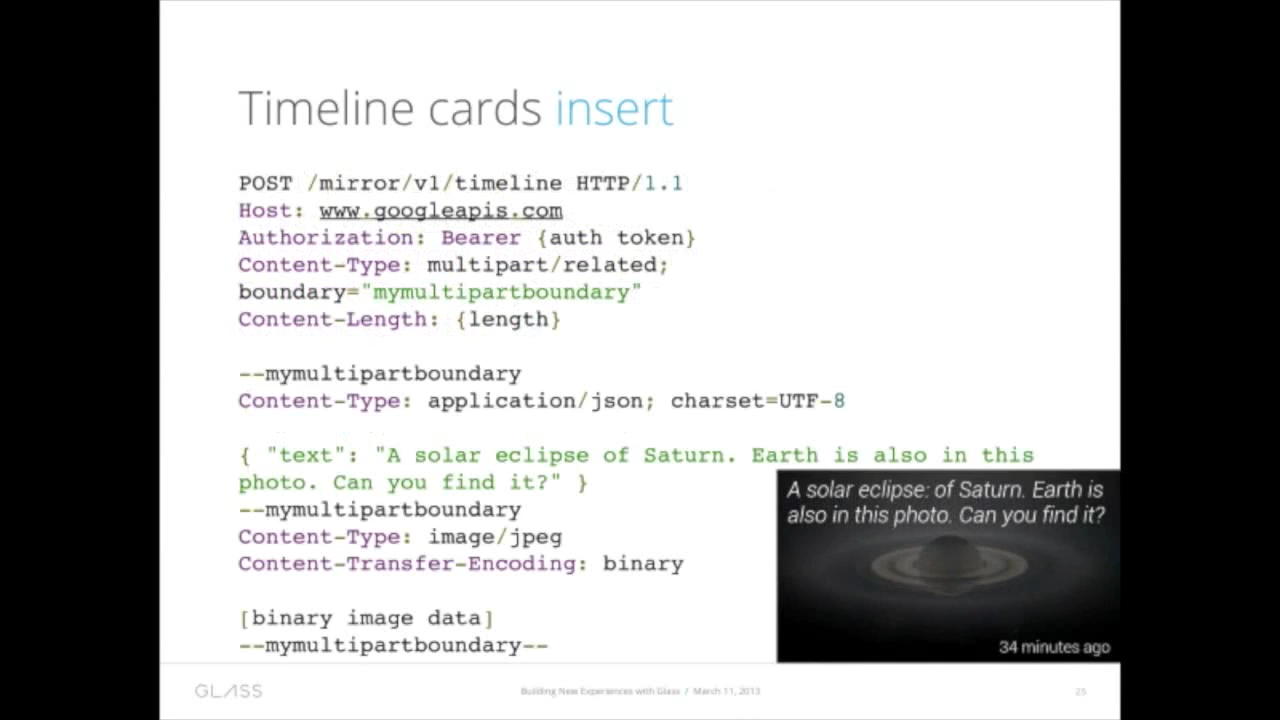 Timeline cards insert
POST /mirror/v1/timeline HTTP/1.1
Host: www.googleapis.com
Authorization: Bearer {auth token}
Content-Type: multipart/related;
boundary="mymultipartboundary"
Content-Length: {length}
--mymultipartboundary
Content-Type: application/json; charset=UTF-8
{ "text": "A solar eclipse of Saturn. Earth is also in this
photo. Can you find it?" }
--mymultipartboundary
Content-Type: image/jpeg
Content-Transfer-Encoding: binary
[binary image data]
--mymultipartboundary--
A solar eclipse: of Saturn. Earth is
also in this photo. Can you find it?
34 minutes ago
GLASS
Building New Experiences with Glass / March 11, 2013
25